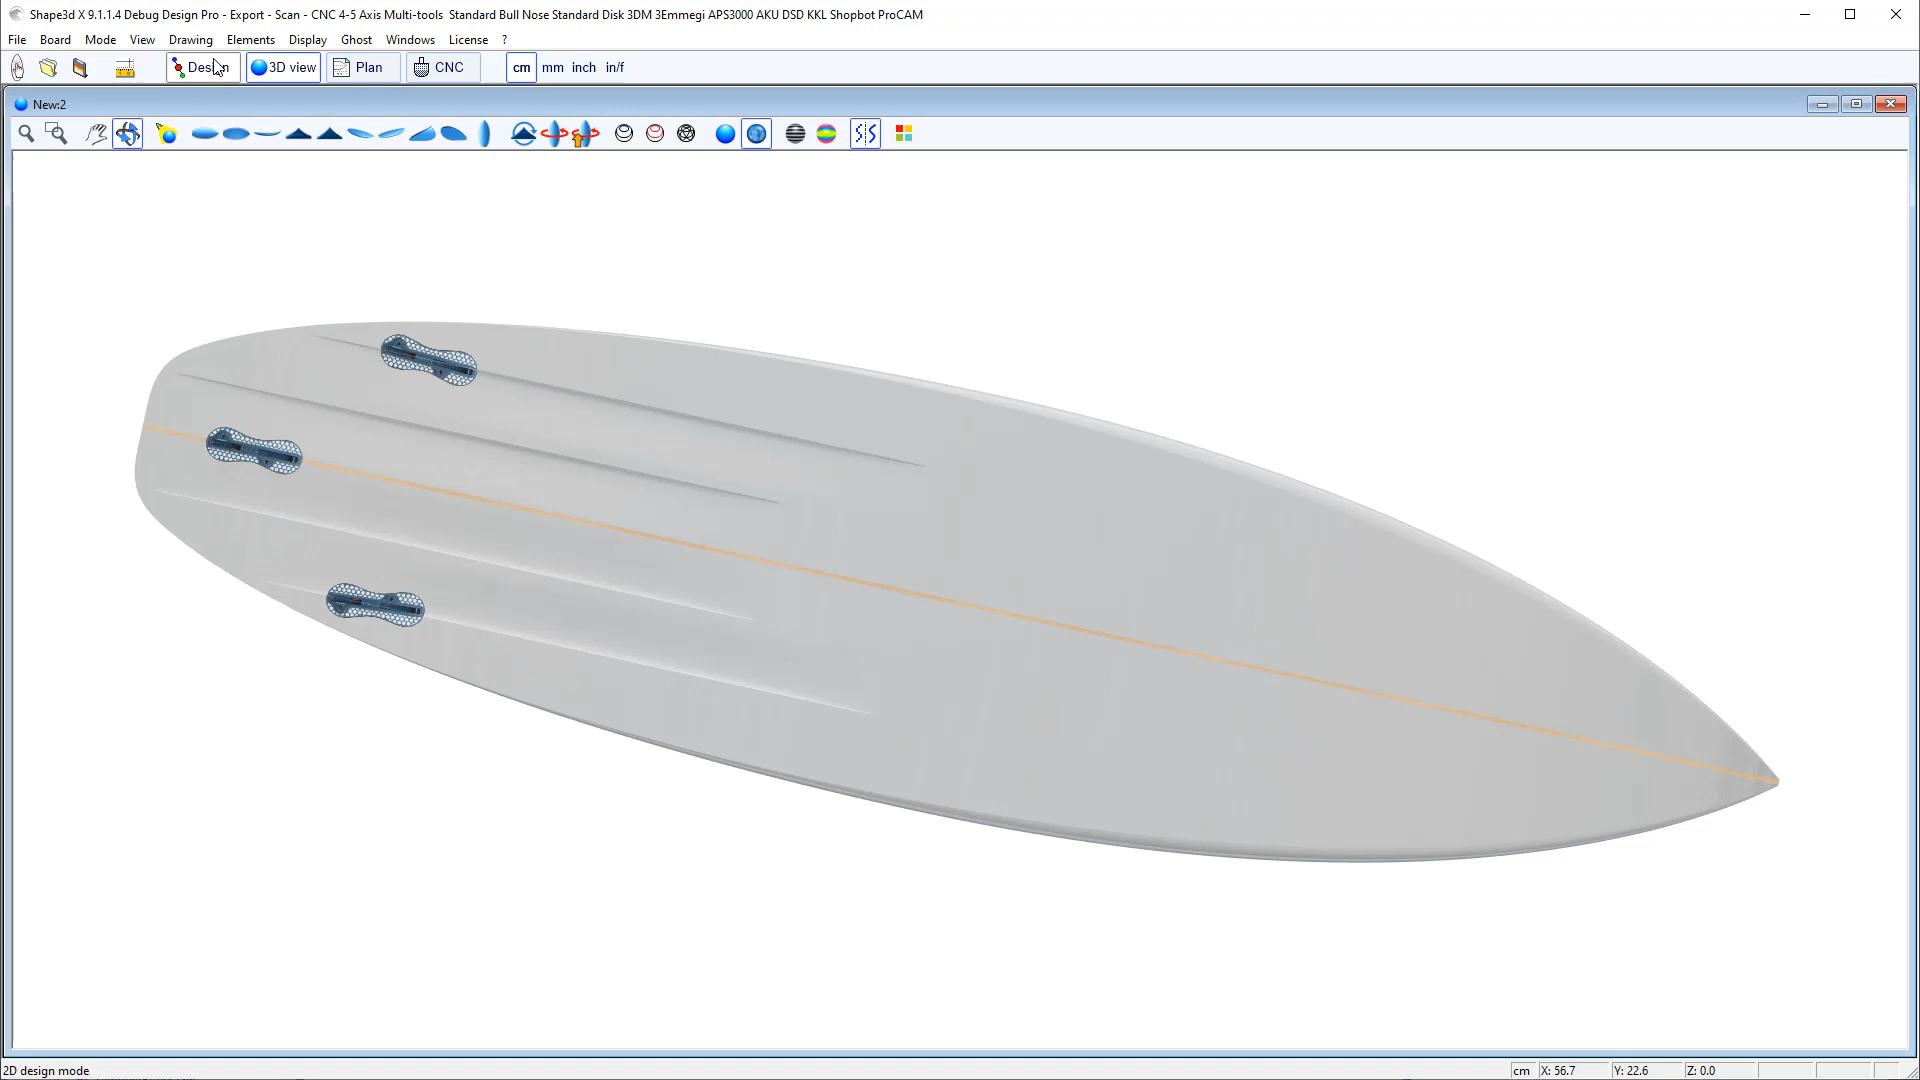 Shape3d X 9.1.1.4 Debug Design Pro - Export - Scan - CNC 4-5 Axis Multi-tools  Standard Bull Nose Standard Disk 3DM 3Emmegi APS3000 AKU DSD KKL Shopbot ProCAM
File Board Mode View Drawing Elements Display Ghost Windows License ?
Design 3D view Plan CNC cm mm inch in/f
New:2
2D design mode cm X: 56.7 Y: 22.6 Z: 0.0